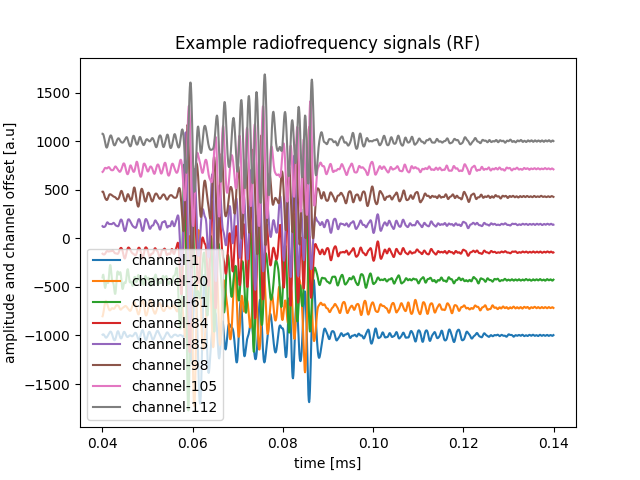 Example radiofrequency signals (RF)
amplitude and channel offset [a.u]
1500
1000
500
0
−500
−1000
−1500
channel-1
channel-20
channel-61
channel-84
channel-85
channel-98
channel-105
channel-112
0.04 0.06 0.08 0.10 0.12 0.14
time [ms]